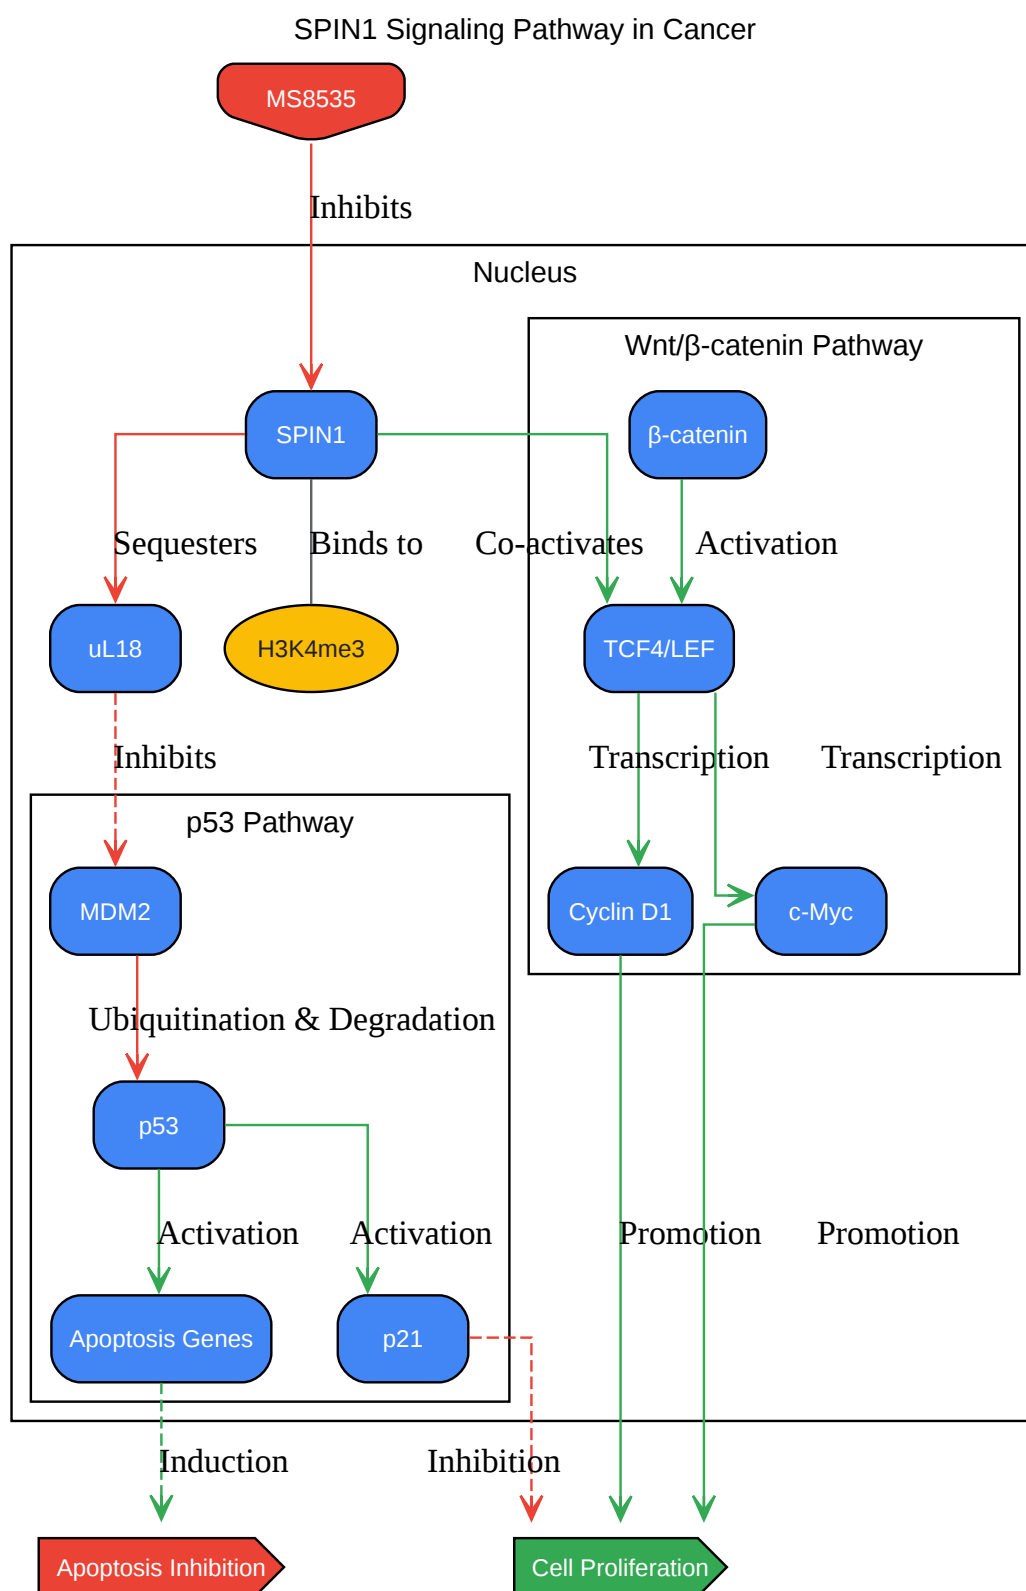 SPIN1 Signaling Pathway in Cancer
MS8535
Inhibits
Nucleus
Wnt/β-catenin Pathway
SPIN1
β-catenin
Sequesters
Binds to
Co-activates
Activation
uL18
H3K4me3
TCF4/LEF
Inhibits
Transcription
Transcription
p53 Pathway
MDM2
Cyclin D1
c-Myc
Ubiquitination & Degradation
p53
Activation
Activation
Promotion
Promotion
Apoptosis Genes
p21
Induction
Inhibition
Apoptosis Inhibition
Cell Proliferation